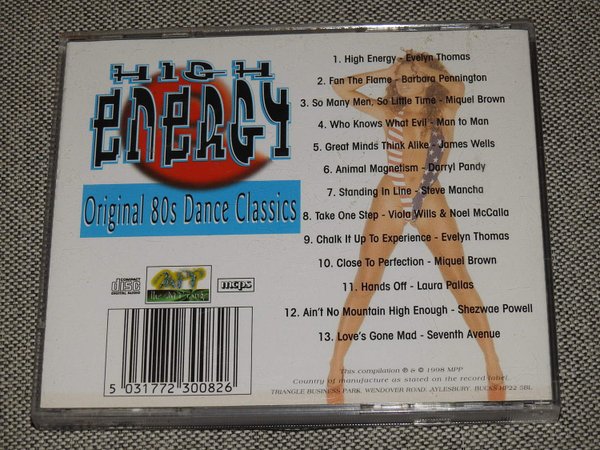 HIGH
ENERGY
Original 80s Dance Classics
1. High Energy - Evelyn Thomas
2. Fan The Flame - Barbara Pennington
3. So Many Men, So Little Time - Miquel Brown
4. Who Knows What Evil - Man to Man
5. Great Minds Think Alike - James Wells
6. Animal Magnetism - Darryl Pandy
7. Standing In Line - Steve Mancha
8. Take One Step - Viola Wills & Noel McCalla
9. Chalk It Up To Experience - Evelyn Thomas
10. Close To Perfection - Miquel Brown
11. Hands Off - Laura Pallas
12. Ain't No Mountain High Enough - Shezwae Powell
13. Love's Gone Mad - Seventh Avenue
COMPACT
disc
DIGITAL AUDIO
mcps
5 031772 300826
This compilation ℗ & © 1998 MPP
Country of manufacture as stated on the record label.
TRIANGLE BUSINESS PARK, WENDOVER ROAD, AYLESBURY, BUCKS HP22 5BL